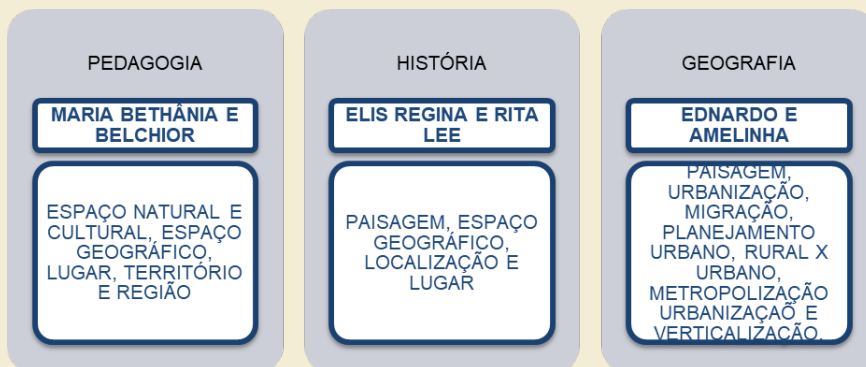 PEDAGOGIA
MARIA BETHÂNIA E
BELCHIOR
ESPAÇO NATURAL E
CULTURAL, ESPAÇO
GEOGRÁFICO,
LUGAR, TERRITÓRIO
E REGIÃO
HISTÓRIA
ELIS REGINA E RITA
LEE
PAISAGEM, ESPAÇO
GEOGRÁFICO,
LOCALIZAÇÃO E
LUGAR
GEOGRAFIA
EDNARDO E
AMELINHA
PAISAGEM,
URBANIZAÇÃO,
MIGRAÇÃO,
PLANEJAMENTO
URBANO, RURAL X
URBANO,
METROPOLIZAÇÃO
URBANIZAÇAÕ E
VERTICALIZAÇÃO.